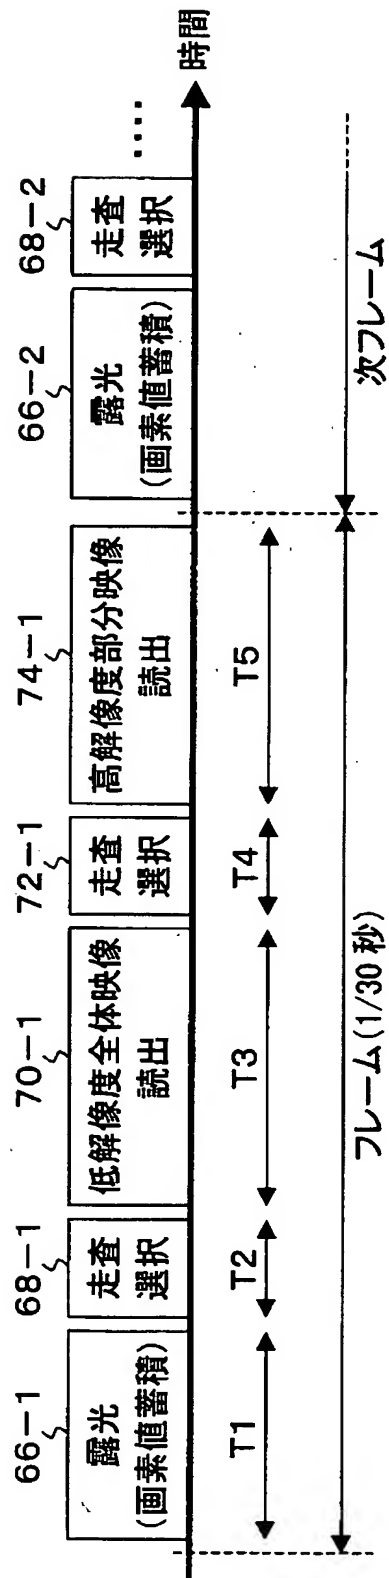 66-1
68-1
70-1
72-1
74-1
66-2
68-2
露光
(画素値蓄積)
走査
選択
低解像度全体映像
読出
走査
選択
高解像度部分映像
読出
露光
(画素値蓄積)
走査
選択
....
時間
T1
T2
T3
T4
T5
フレーム(1/30秒)
次フレーム